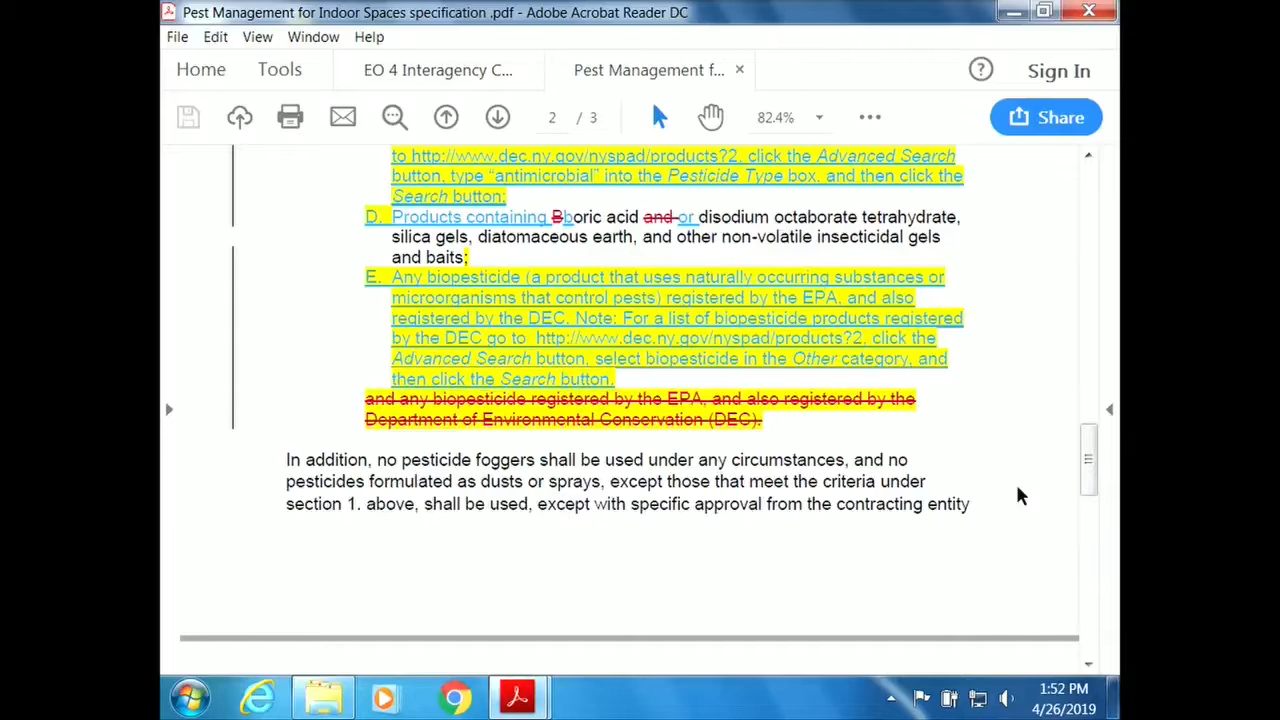 Pest Management for Indoor Spaces specification .pdf - Adobe Acrobat Reader DC
File Edit View Window Help
Home Tools EO 4 Interagency C... Pest Management f... × ? Sign In
2 / 3 82.4% Share
to http://www.dec.ny.gov/nyspad/products?2, click the Advanced Search
button, type “antimicrobial” into the Pesticide Type box, and then click the
Search button;
D. Products containing Bboric acid and or disodium octaborate tetrahydrate,
silica gels, diatomaceous earth, and other non-volatile insecticidal gels
and baits;
E. Any biopesticide (a product that uses naturally occurring substances or
microorganisms that control pests) registered by the EPA, and also
registered by the DEC. Note: For a list of biopesticide products registered
by the DEC go to http://www.dec.ny.gov/nyspad/products?2, click the
Advanced Search button, select biopesticide in the Other category, and
then click the Search button.
and any biopesticide registered by the EPA, and also registered by the
Department of Environmental Conservation (DEC).
In addition, no pesticide foggers shall be used under any circumstances, and no
pesticides formulated as dusts or sprays, except those that meet the criteria under
section 1. above, shall be used, except with specific approval from the contracting entity
1:52 PM
4/26/2019